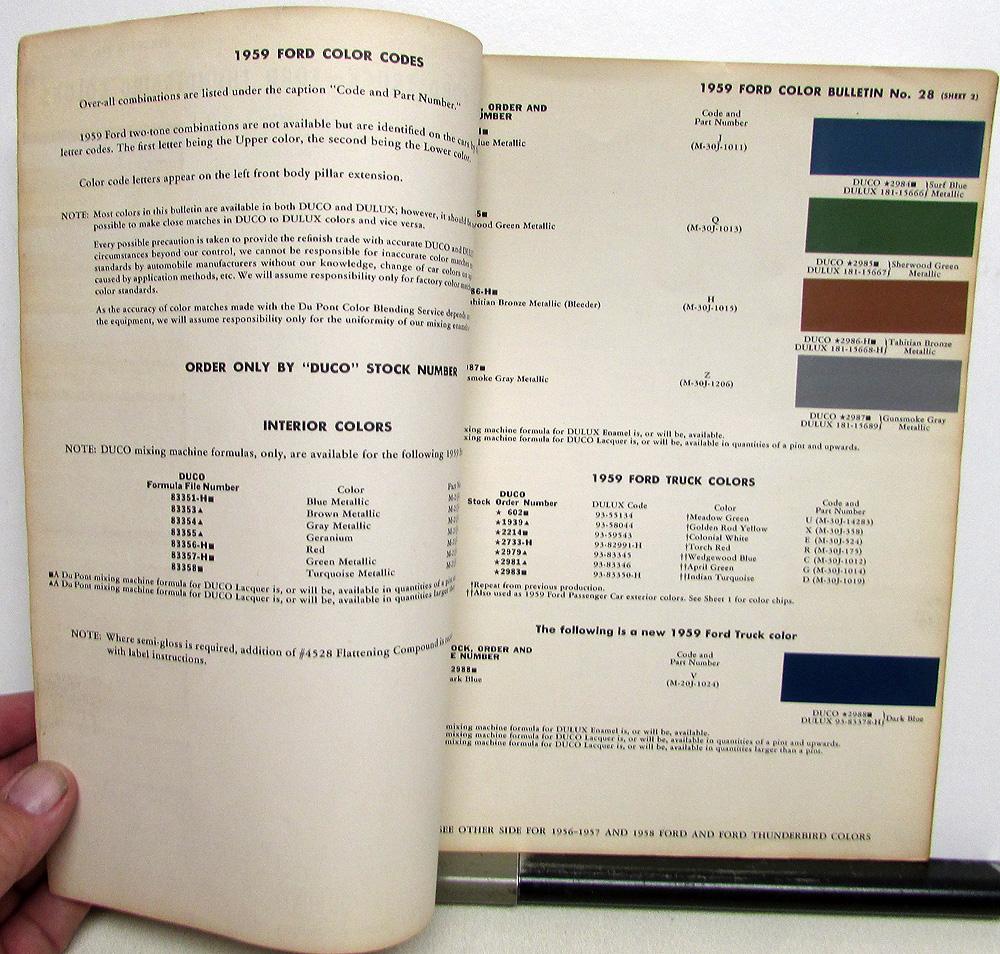 1959 FORD COLOR CODES
Over-all combinations are listed under the caption "Code and Part Number."
1959 Ford two-tone combinations are not available but are identified on the cars by
letter codes. The first letter being the Upper color, the second being the Lower color.
Color code letters appear on the left front body pillar extension.
NOTE: Most colors in this bulletin are available in both DUCO and DULUX; however, it should
possible to make close matches in DUCO to DULUX colors and vice versa.
Every possible precaution is taken to provide the refinish trade with accurate DUCO and
circumstances beyond our control, we cannot be responsible for inaccurate color matches
standards by automobile manufacturers without our knowledge, change of car colors
caused by application methods, etc. We will assume responsibility only for factory color
color standards.
As the accuracy of color matches made with the Du Pont Color Blending Service depends
the equipment, we will assume responsibility only for the uniformity of our mixing
ORDER ONLY BY "DUCO" STOCK NUMBER
INTERIOR COLORS
NOTE: DUCO mixing machine formulas, only, are available for the following 1959
DUCO
Formula File Number Color
83351-H■ Blue Metallic
83353▲ Brown Metallic
83354▲ Gray Metallic
83355▲ Geranium
83356-H■ Red
83357-H■ Green Metallic
83358■ Turquoise Metallic
■A Du Pont mixing machine formula for DUCO Lacquer is, or will be, available in quantities of a pint
▲A Du Pont mixing machine formula for DUCO Lacquer is, or will be, available in quantities larger
NOTE: Where semi-gloss is required, addition of #4528 Flattening Compound is
with label instructions.
1959 FORD COLOR BULLETIN No. 28 (SHEET 2)
, ORDER AND
Code and
Part Number
lue Metallic
J
(M-30J-1011)
DUCO ★2984■ }Surf Blue
DULUX 181-15666} Metallic
5■
ood Green Metallic
Q
(M-30J-1013)
DUCO ★2985■ }Sherwood Green
DULUX 181-15667} Metallic
86-H■
ahitian Bronze Metallic (Bleeder)
H
(M-30J-1015)
DUCO ★2986-H■ }Tahitian Bronze
DULUX 181-15668-H} Metallic
87■
smoke Gray Metallic
Z
(M-30J-1206)
DUCO ★2987■ }Gunsmoke Gray
DULUX 181-15689} Metallic
xing machine formula for DULUX Enamel is, or will be, available.
xing machine formula for DUCO Lacquer is, or will be, available in quantities of a pint and upwards.
1959 FORD TRUCK COLORS
DUCO
Stock Order Number DULUX Code Color Code and Part Number
★ 602■ 93-55134 †Meadow Green U (M-30J-14283)
★1939▲ 93-58044 †Golden Rod Yellow X (M-30J-358)
★2214■ 93-59543 †Colonial White E (M-30J-524)
★2733-H 93-82991-H †Torch Red R (M-30J-175)
★2979▲ 93-83345 ††Wedgewood Blue C (M-30J-1012)
★2981▲ 93-83346 ††April Green G (M-30J-1014)
★2983■ 93-83350-H ††Indian Turquoise D (M-30J-1019)
†Repeat from previous production.
††Also used as 1959 Ford Passenger Car exterior colors. See Sheet 1 for color chips.
The following is a new 1959 Ford Truck color
OCK, ORDER AND
E NUMBER
Code and
Part Number
2988■
ark Blue
V
(M-20J-1024)
DUCO ★2988■ }Dark Blue
DULUX 93-83378-H}
mixing machine formula for DULUX Enamel is, or will be, available.
mixing machine formula for DUCO Lacquer is, or will be, available in quantities of a pint and upwards.
mixing machine formula for DUCO Lacquer is, or will be, available in quantities larger than a pint.
SEE OTHER SIDE FOR 1956-1957 AND 1958 FORD AND FORD THUNDERBIRD COLORS